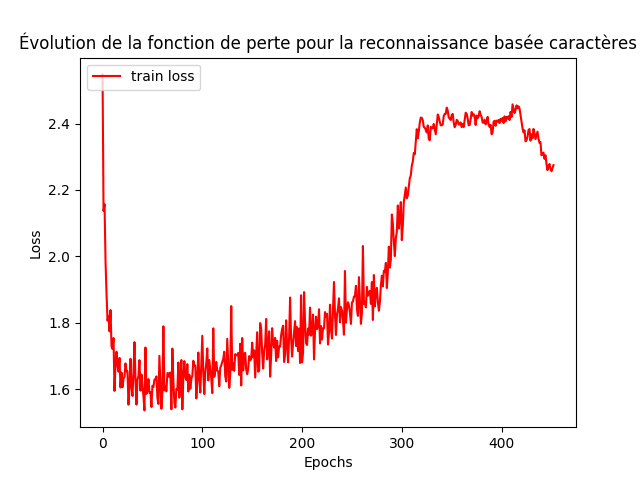 Évolution de la fonction de perte pour la reconnaissance basée caractères
train loss
2.4
2.2
2.0
1.8
1.6
Loss
0 100 200 300 400
Epochs